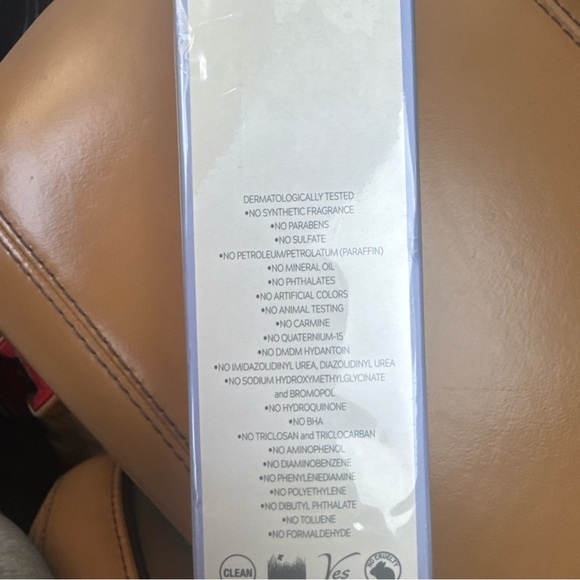 DERMATOLOGICALLY TESTED
•NO SYNTHETIC FRAGRANCE
•NO PARABENS
•NO SULFATE
•NO PETROLEUM/PETROLATUM (PARAFFIN)
•NO MINERAL OIL
•NO PHTHALATES
•NO ARTIFICIAL COLORS
•NO ANIMAL TESTING
•NO CARMINE
•NO QUATERNIUM-15
•NO DMDM HYDANTOIN
•NO IMIDAZOLIDINYL UREA, DIAZOLIDINYL UREA
•NO SODIUM HYDROXYMETHYLGLYCINATE
and BROMOPOL
•NO HYDROQUINONE
•NO BHA
•NO TRICLOSAN and TRICLOCARBAN
•NO AMINOPHENOL
•NO DIAMINOBENZENE
•NO PHENYLENEDIAMINE
•NO POLYETHYLENE
•NO DIBUTYL PHTHALATE
•NO TOLUENE
•NO FORMALDEHYDE
CLEAN
Yes
NO CRUELTY